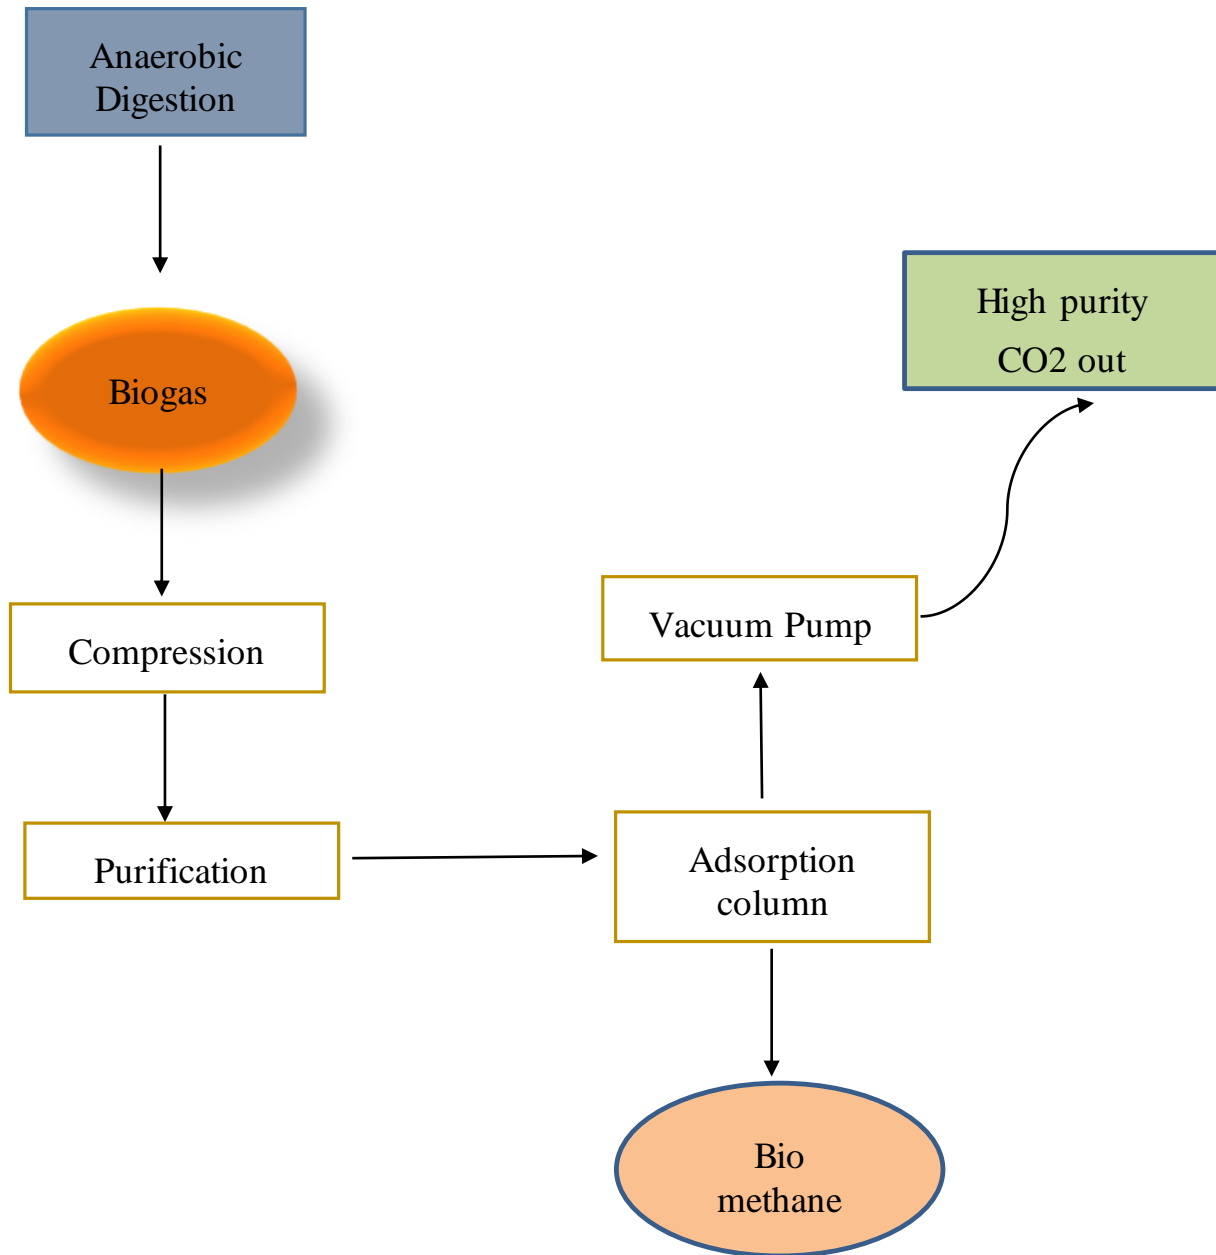 Anaerobic
Digestion
Biogas
Compression
Purification
High purity
CO2 out
Vacuum Pump
Adsorption
column
Bio
methane